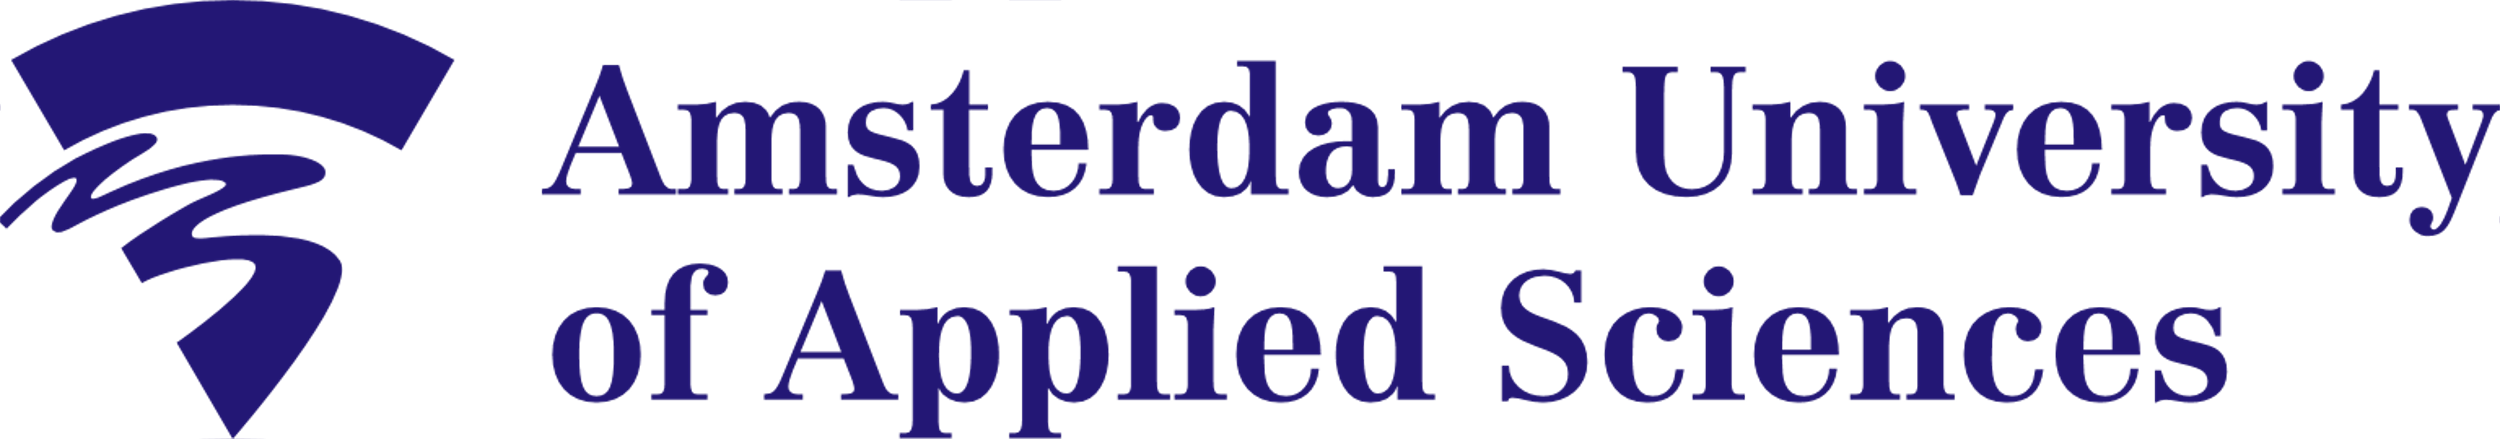 Amsterdam University
of Applied Sciences